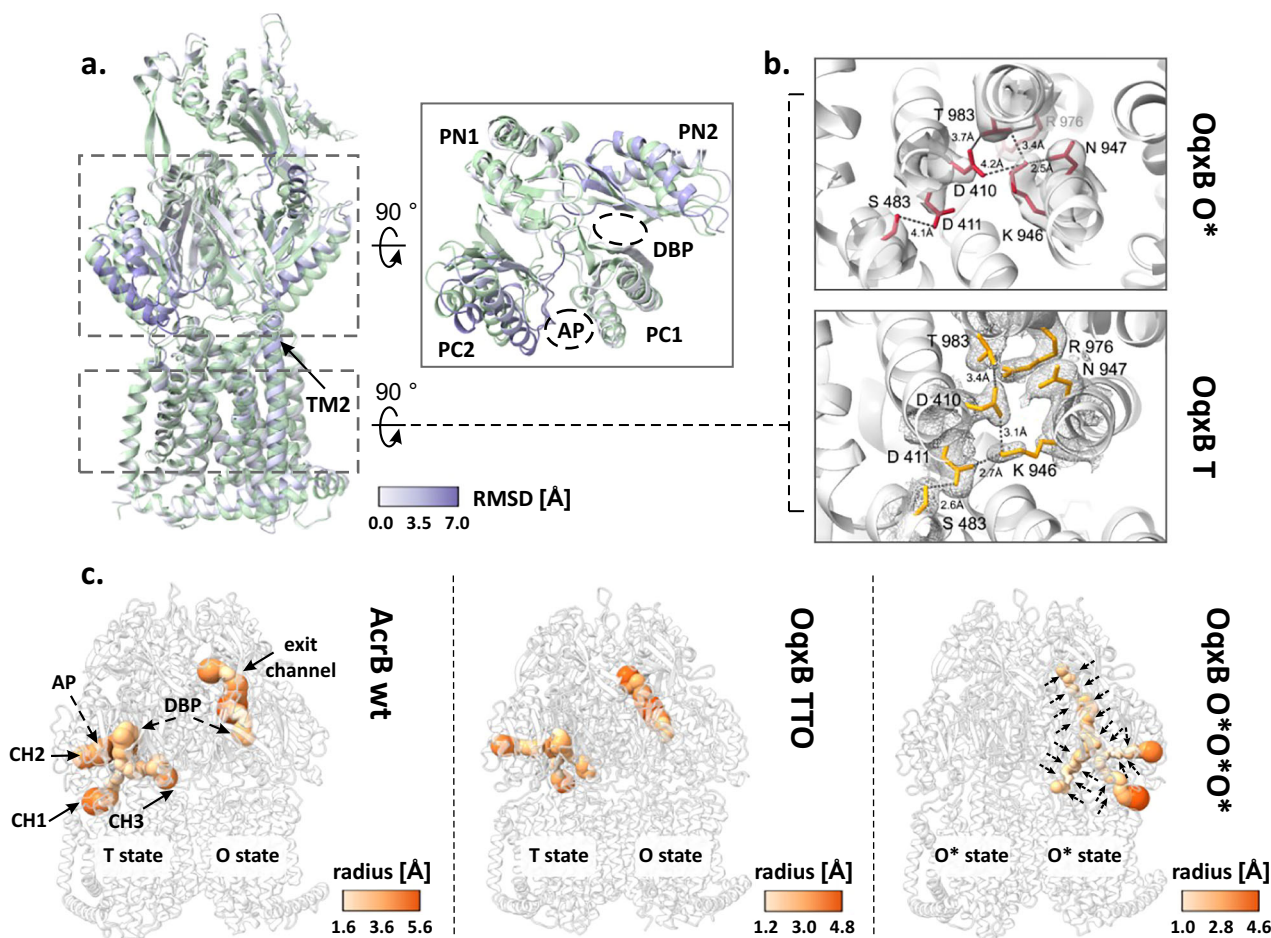 a.
PN1
PN2
DBP
AP
PC2
PC1
90 °
90 °
TM2
RMSD [Å]
0.0 3.5 7.0
b.
T 983
R 976
3.7Å
3.4Å
N 947
4.2Å
2.5Å
D 410
S 483
D 411
4.1Å
K 946
OqxB O*
T 983
R 976
N 947
3.4Å
D 410
3.1Å
D 411
2.7Å
K 946
2.6Å
S 483
OqxB T
c.
AcrB wt
exit
channel
AP
DBP
CH2
CH1
CH3
T state
O state
radius [Å]
1.6 3.6 5.6
OqxB TTO
T state
O state
radius [Å]
1.2 3.0 4.8
OqxB O*O*O*
O* state
O* state
radius [Å]
1.0 2.8 4.6